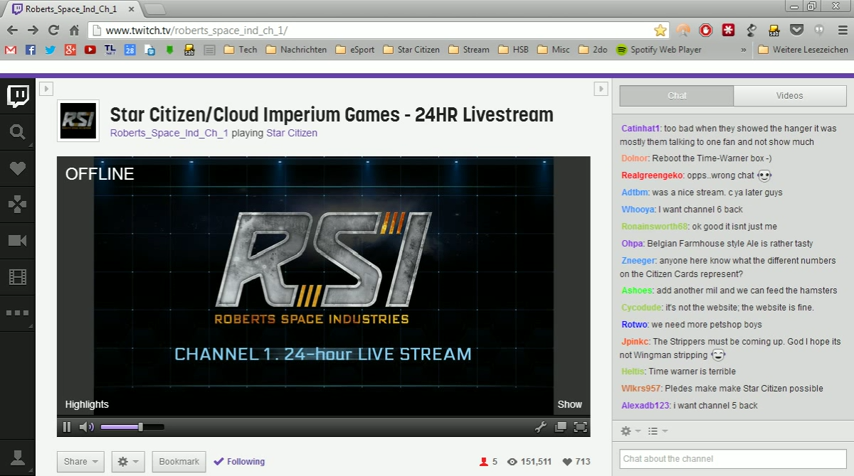 Roberts_Space_Ind_Ch_1
www.twitch.tv/roberts_space_ind_ch_1/
Tech
Nachrichten
eSport
Star Citizen
Stream
HSB
Misc
2do
Spotify Web Player
»
Weitere Lesezeichen
Star Citizen/Cloud Imperium Games - 24HR Livestream
Roberts_Space_Ind_Ch_1 playing Star Citizen
RSI
OFFLINE
RSI
ROBERTS SPACE INDUSTRIES
CHANNEL 1. 24-hour LIVE STREAM
Highlights
Show
Share
Bookmark
Following
5
151,511
713
Chat
Videos
Catinhat1: too bad when they showed the hanger it was
mostly them talking to one fan and not show much
Dolnor: Reboot the Time-Warner box -)
Realgreengeko: opps..wrong chat
Adtbm: was a nice stream. c ya later guys
Whooya: I want channel 6 back
Ronainsworth68: ok good it isnt just me
Ohpa: Belgian Farmhouse style Ale is rather tasty
Zneeger: anyone here know what the different numbers
on the Citizen Cards represent?
Ashoes: add another mil and we can feed the hamsters
Cycodude: it's not the website; the website is fine.
Rotwo: we need more petshop boys
Jpinkc: The Strippers must be coming up. God I hope its
not Wingman stripping
Hellis: Time warner is terrible
Wlkrs957: Pledes make make Star Citizen possible
Alexadb123: i want channel 5 back
Chat about the channel